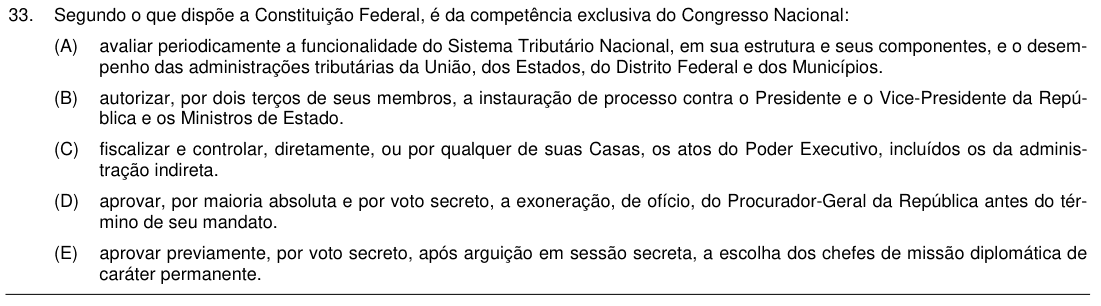 33. Segundo o que dispõe a Constituição Federal, é da competência exclusiva do Congresso Nacional:
(A) avaliar periodicamente a funcionalidade do Sistema Tributário Nacional, em sua estrutura e seus componentes, e o desem-
penho das administrações tributárias da União, dos Estados, do Distrito Federal e dos Municípios.
(B) autorizar, por dois terços de seus membros, a instauração de processo contra o Presidente e o Vice-Presidente da Repú-
blica e os Ministros de Estado.
(C) fiscalizar e controlar, diretamente, ou por qualquer de suas Casas, os atos do Poder Executivo, incluídos os da adminis-
tração indireta.
(D) aprovar, por maioria absoluta e por voto secreto, a exoneração, de ofício, do Procurador-Geral da República antes do tér-
mino de seu mandato.
(E) aprovar previamente, por voto secreto, após arguição em sessão secreta, a escolha dos chefes de missão diplomática de
caráter permanente.